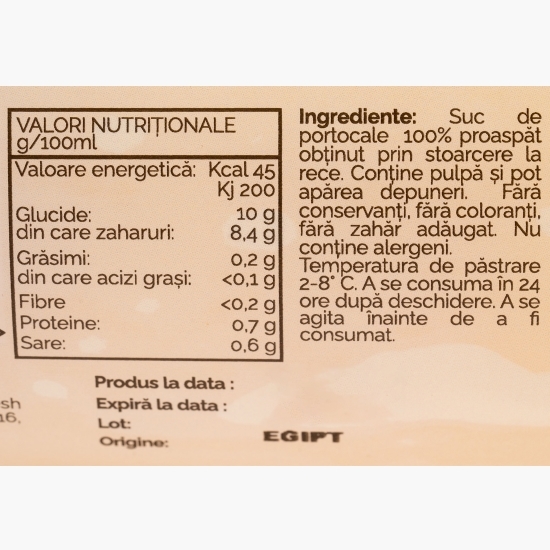 VALORI NUTRIȚIONALE
g/100ml
Valoare energetică: Kcal 45
Kj 200
Glucide: 10 g
din care zaharuri: 8,4 g
Grăsimi: 0,2 g
din care acizi grași: <0,1 g
Fibre <0,2 g
Proteine: 0,7 g
Sare: 0,6 g
Ingrediente: Suc de
portocale 100% proaspăt
obținut prin stoarcere la
rece. Conține pulpă și pot
apărea depuneri. Fără
conservanți, fără coloranți,
fără zahăr adăugat. Nu
conține alergeni.
Temperatura de păstrare
2-8° C. A se consuma în 24
ore după deschidere. A se
agita înainte de a fi
consumat.
sh
16,
Produs la data :
Expiră la data :
Lot:
Origine: EGIPT